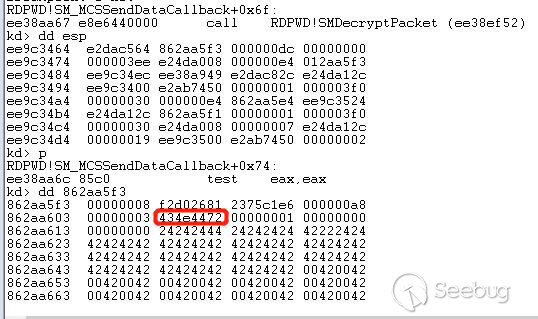 RDPWD!SM_MCSSendDataCallback+0x6f:
ee38aa67 e8e6440000 call RDPWD!SMDecryptPacket (ee38ef52)
kd> dd esp
ee9c3464 e2dac564 862aa5f3 000000dc 00000000
ee9c3474 000003ee e24da008 000000e4 012aa5f3
ee9c3484 ee9c34ec ee38a949 e2dac82c e24da12c
ee9c3494 ee9c3400 e2ab7450 00000001 000003f0
ee9c34a4 00000030 000000e4 862aa5e4 ee9c3524
ee9c34b4 e24da12c 862aa5f1 00000001 000003f0
ee9c34c4 00000030 e24da008 00000007 e24da12c
ee9c34d4 00000019 ee9c3500 e2ab7450 00000002
kd> p
RDPWD!SM_MCSSendDataCallback+0x74:
ee38aa6c 85c0 test eax,eax
kd> dd 862aa5f3
862aa5f3 00000008 f2d02681 2375c1e6 000000a8
862aa603 00000003 434e4472 00000001 00000000
862aa613 00000000 24242444 24242424 42222424
862aa623 42424242 42424242 42424242 42424242
862aa633 42424242 42424242 42424242 42424242
862aa643 42424242 42424242 42424242 00420042
862aa653 00420042 00420042 00420042 00420042
862aa663 00420042 00420042 00420042 00420042
Seebug